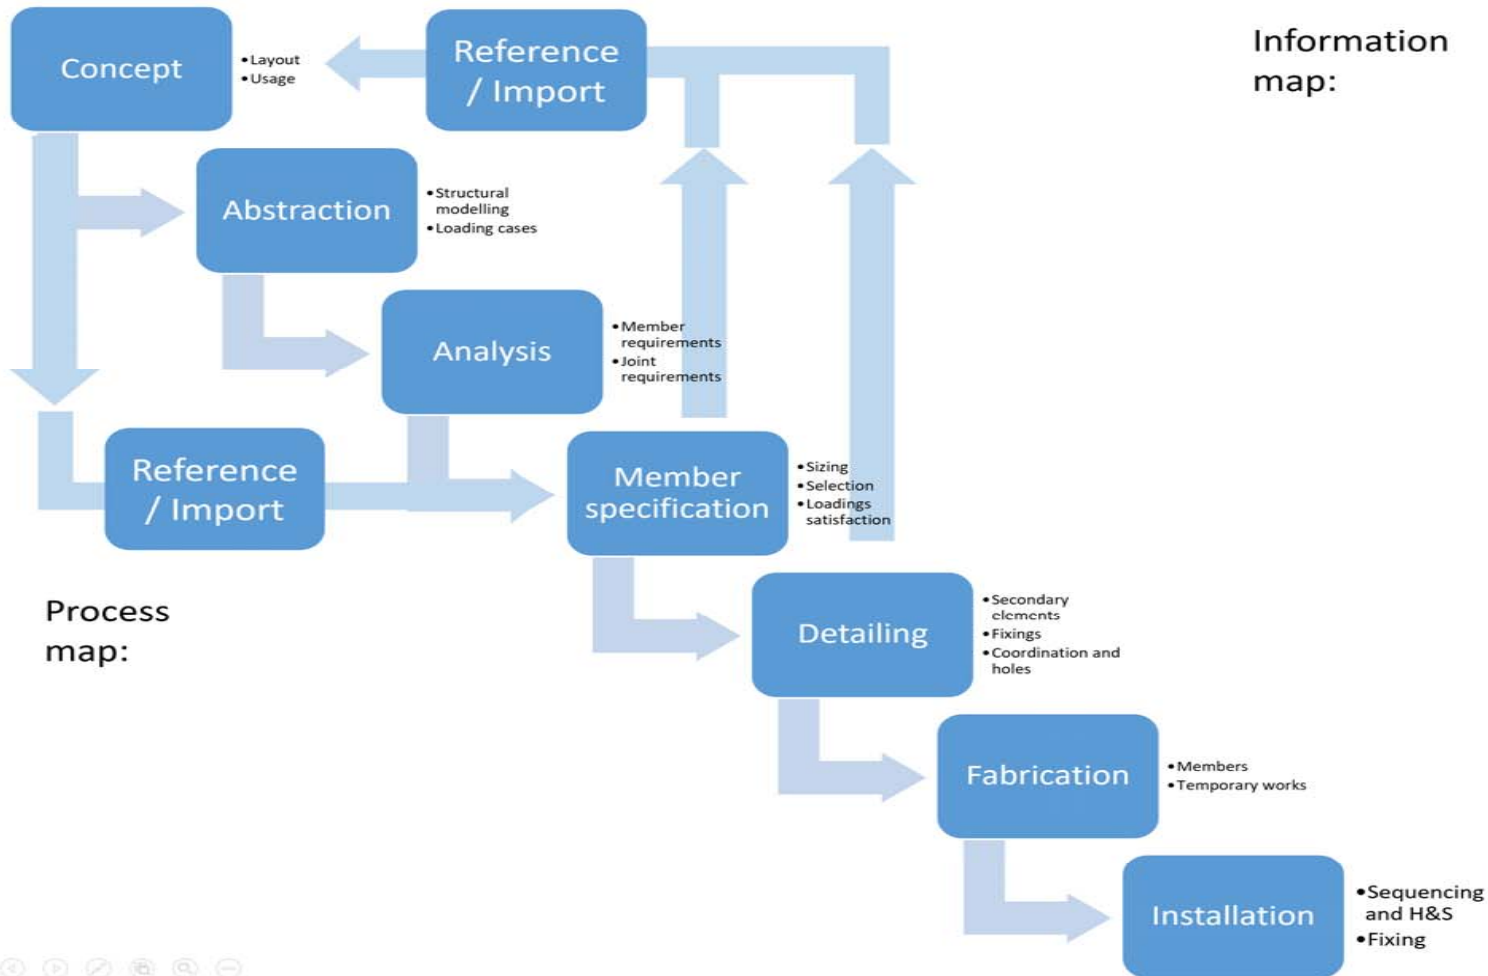 Concept
•Layout
•Usage
Reference
/ Import
Information
map:
Abstraction
•Structural
modelling
•Loading cases
Analysis
•Member
requirements
•Joint
requirements
Reference
/ Import
Member
specification
•Sizing
•Selection
•Loadings
satisfaction
Process
map:
Detailing
•Secondary
elements
•Fixings
•Coordination and
holes
Fabrication
•Members
•Temporary works
Installation
•Sequencing
and H&S
•Fixing